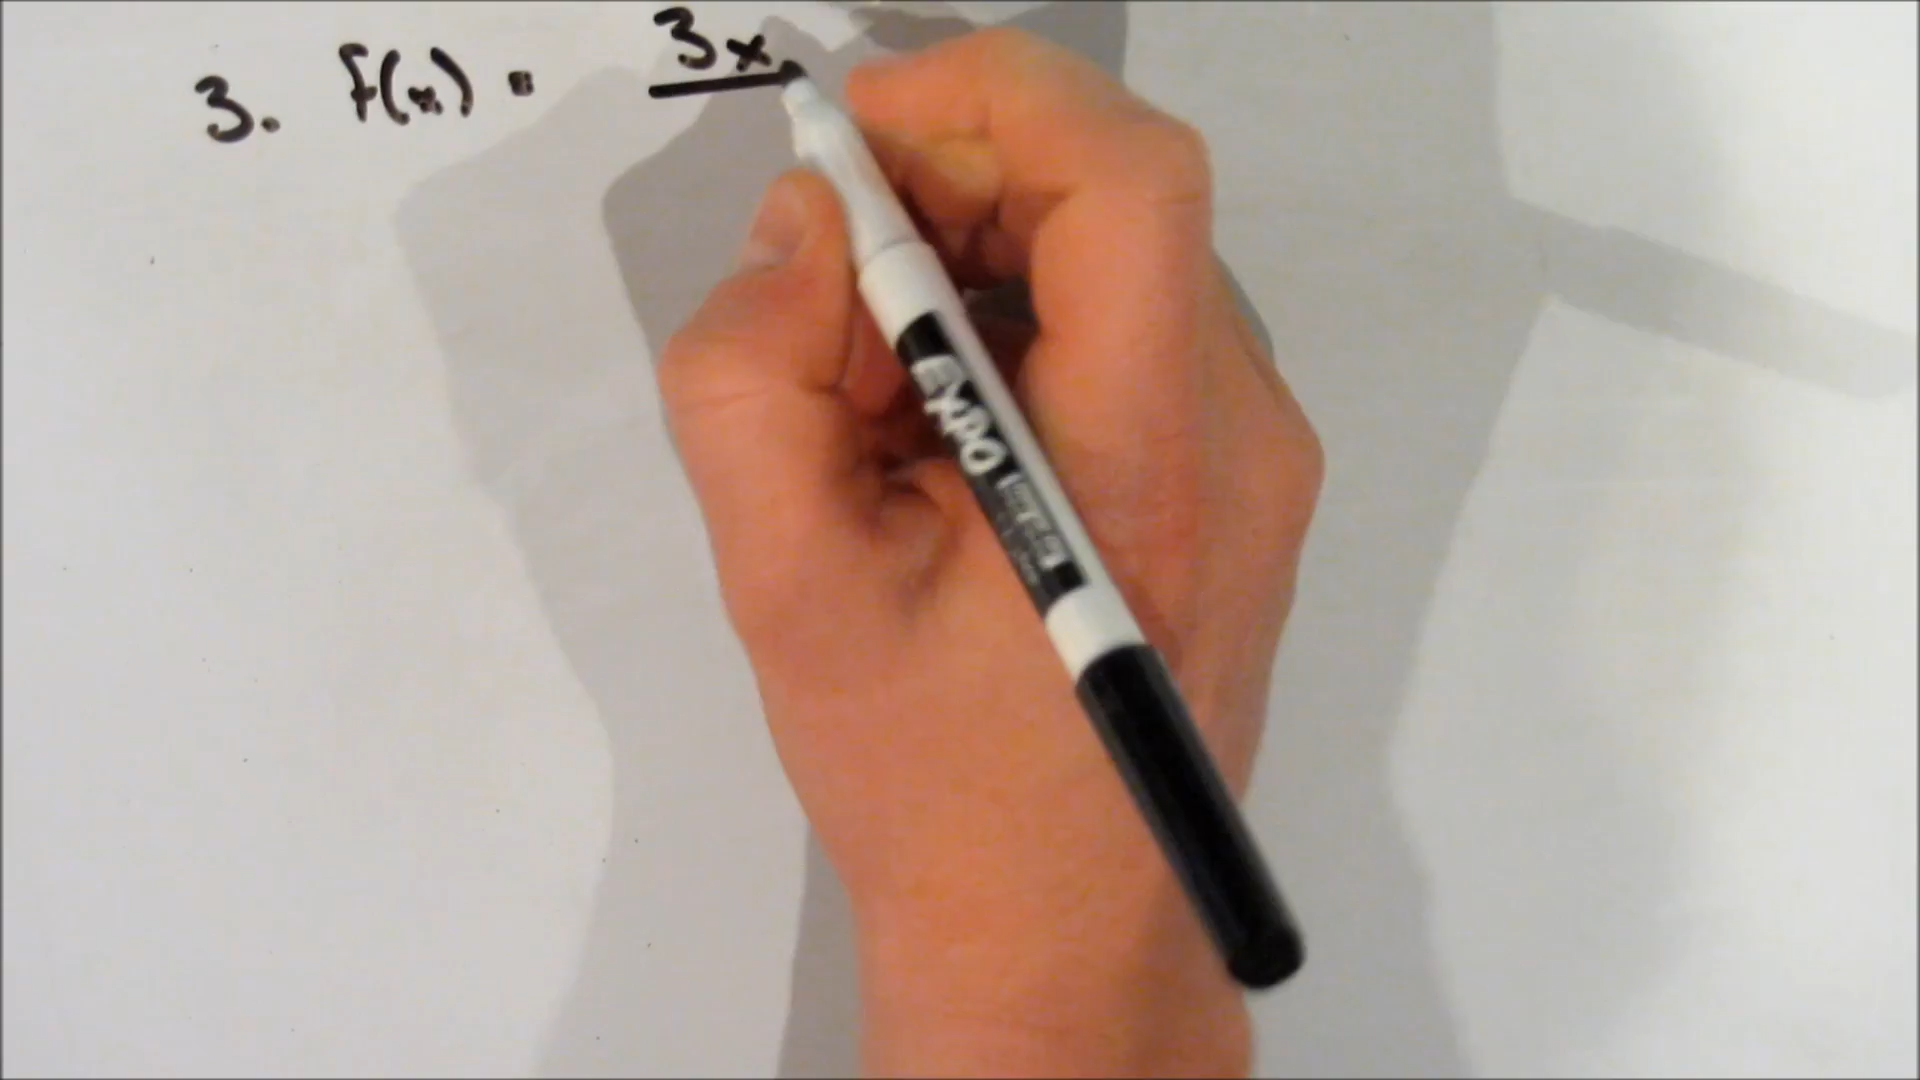 3. f(x) = 3x
EXPO